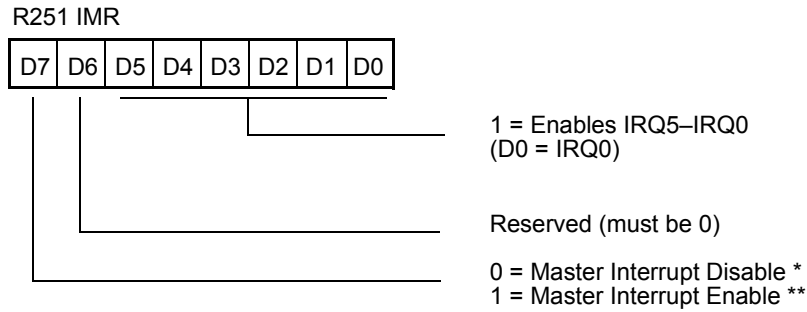 R251 IMR
D7 D6 D5 D4 D3 D2 D1 D0
1 = Enables IRQ5–IRQ0
(D0 = IRQ0)
Reserved (must be 0)
0 = Master Interrupt Disable *
1 = Master Interrupt Enable **